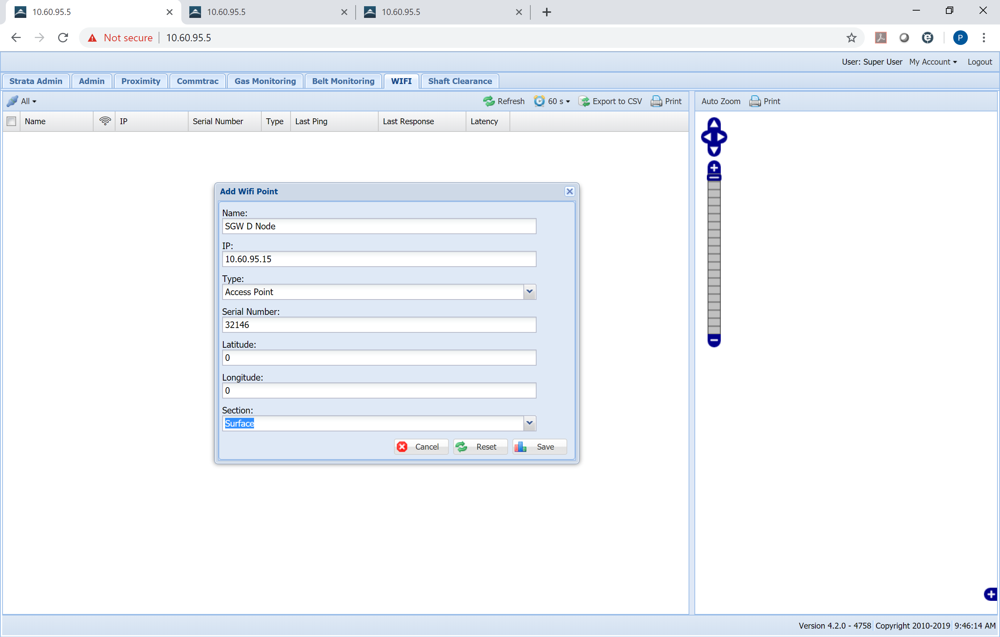 10.60.95.5
10.60.95.5
10.60.95.5
Not secure
10.60.95.5
P
User: Super User
My Account
Logout
Strata Admin
Admin
Proximity
Commtrac
Gas Monitoring
Belt Monitoring
WIFI
Shaft Clearance
All
Refresh
60 s
Export to CSV
Print
Auto Zoom
Print
Name
IP
Serial Number
Type
Last Ping
Last Response
Latency
Add Wifi Point
Name:
SGW D Node
IP:
10.60.95.15
Type:
Access Point
Serial Number:
32146
Latitude:
0
Longitude:
0
Section:
Surface
Cancel
Reset
Save
Version 4.2.0 - 4758
Copyright 2010-2019
9:46:14 AM